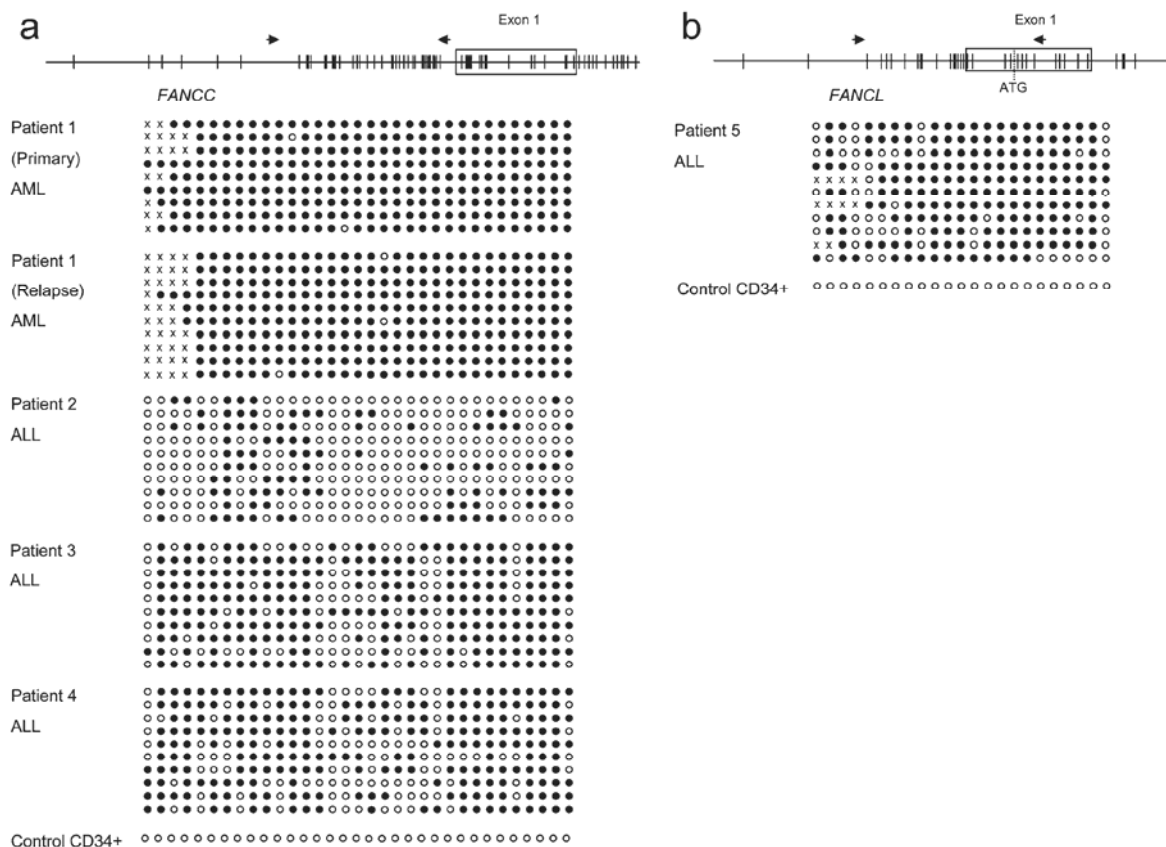 a
Exon 1
FANCC
Patient 1
(Primary)
AML
Patient 1
(Relapse)
AML
Patient 2
ALL
Patient 3
ALL
Patient 4
ALL
Control CD34+
b
Exon 1
ATG
FANCL
Patient 5
ALL
Control CD34+